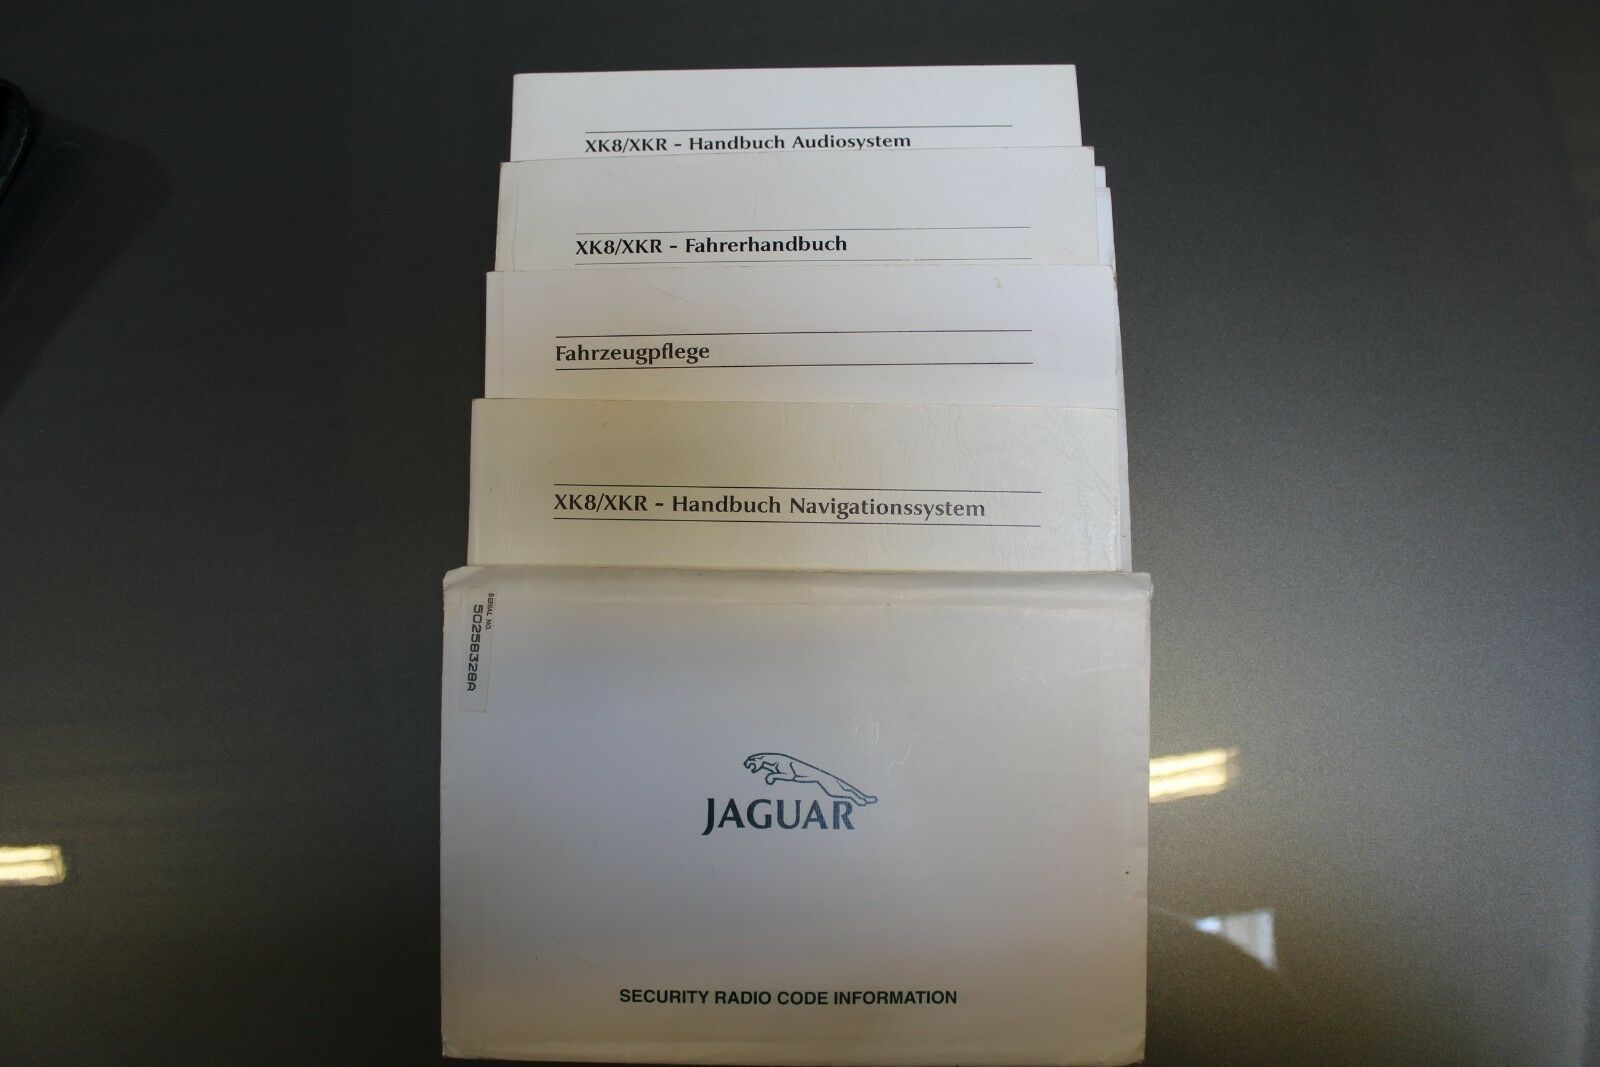 XK8/XKR - Handbuch Audiosystem
XK8/XKR - Fahrerhandbuch
Fahrzeugpflege
XK8/XKR - Handbuch Navigationssystem
SERIAL NO.
50258328A
JAGUAR
SECURITY RADIO CODE INFORMATION